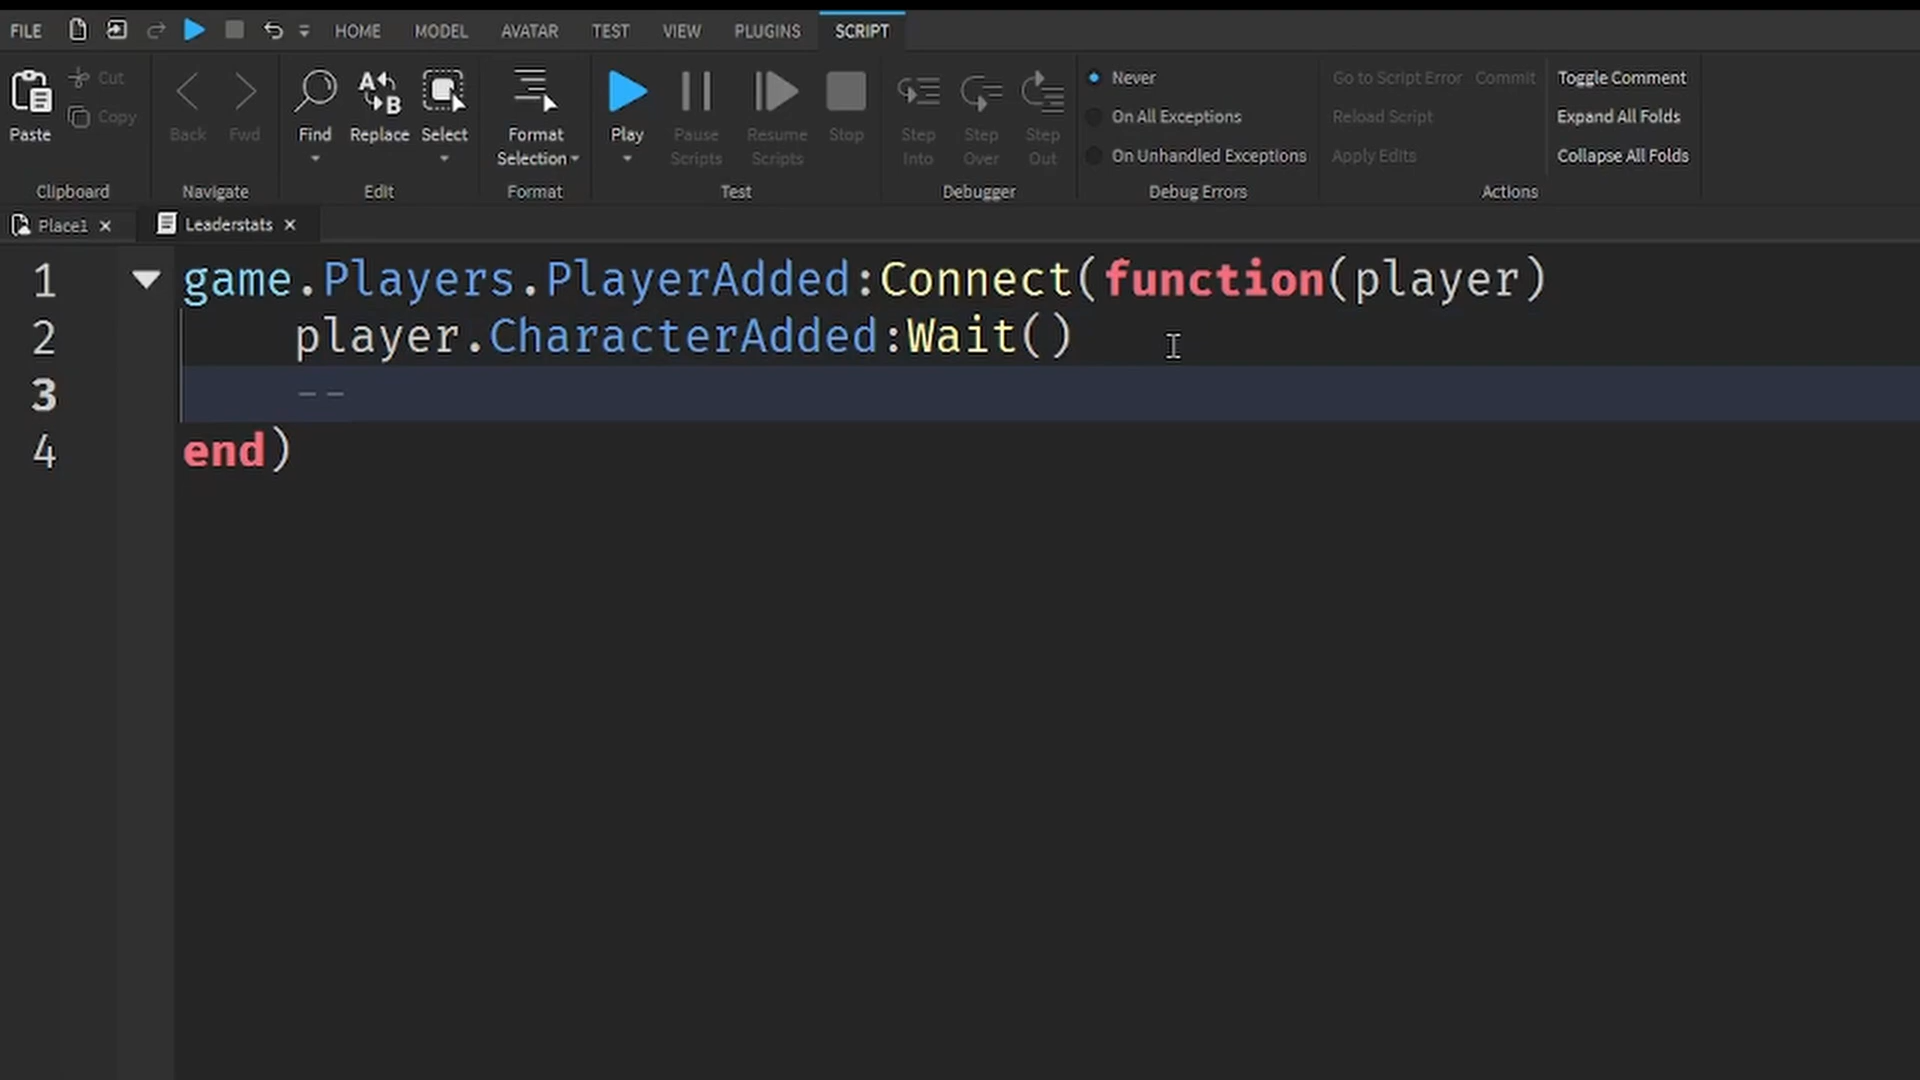 FILE HOME MODEL AVATAR TEST VIEW PLUGINS SCRIPT
Paste Cut Copy
Clipboard
Back Fwd
Navigate
Find Replace Select
Edit
Format Selection
Format
Play Pause Scripts Resume Scripts Stop
Test
Step Into Step Over Step Out
Debugger
Never
On All Exceptions
On Unhandled Exceptions
Debug Errors
Go to Script Error Commit Toggle Comment
Reload Script Expand All Folds
Apply Edits Collapse All Folds
Actions
Place1 × Leaderstats ×
1 game.Players.PlayerAdded:Connect(function(player)
2 player.CharacterAdded:Wait()
3 --
4 end)